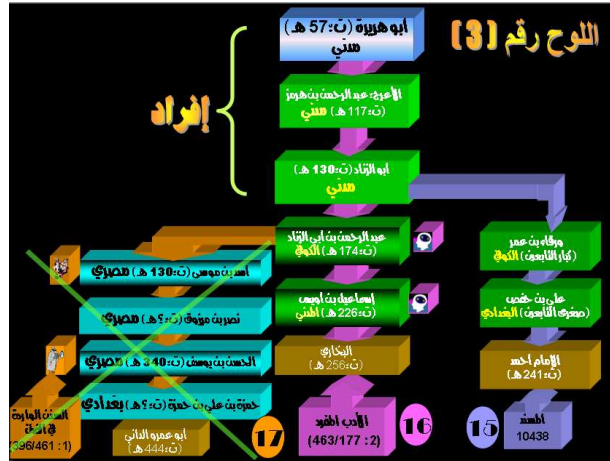 اللوح رقم (3)
أبو هريرة (ت:57 هـ)
مدني
إفراد
الأعرج: عبد الرحمن بن هرمز
(ت:117 هـ) مدني
أبو الزناد (ت:130 هـ)
مدني
عبد الرحمن بن أبي الزناد
(ت:174 هـ) الكوفي
إسماعيل بن أويس
(ت:226 هـ) المدني
البخاري
(ت:256 هـ)
الأدب المفرد
(463/177 :2)
16
ورقاء بن عمر
(كبار التابعين) الكوفي
علي بن حفص
(صغرى التابعين) البغدادي
الإمام احمد
(ت:241 هـ)
المسند
10438
15
أسد بن موسى (ت:130 هـ) مصري
نصر بن مرزوق (ت:؟ هـ) مصري
الحسن بن يوسف (ت:340 هـ) مصري
حمزة بن علي بن حمزة (ت:؟ هـ) بغدادي
أبو عمرو الداني
(ت:444 هـ)
السنن الواردة
في الفتن
(396/461 :1)
17